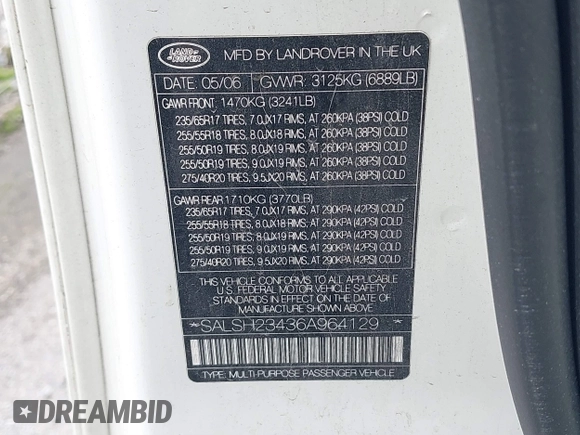 LAND ROVER
MFD BY LANDROVER IN THE UK
DATE: 05/06 GVWR: 3125KG (6889LB)
GAWR FRONT: 1470KG (3241LB)
235/65R17 TIRES, 7.0JX17 RIMS, AT 260KPA (38PSI) COLD
255/55R18 TIRES, 8.0JX18 RIMS, AT 260KPA (38PSI) COLD
255/50R19 TIRES, 8.0JX19 RIMS, AT 260KPA (38PSI) COLD
255/50R19 TIRES, 9.0JX19 RIMS, AT 260KPA (38PSI) COLD
275/40R20 TIRES, 9.5JX20 RIMS, AT 260KPA (38PSI) COLD
GAWR REAR 1710KG (3770LB)
235/65R17 TIRES, 7.0JX17 RIMS, AT 290KPA (42PSI) COLD
255/55R18 TIRES, 8.0JX18 RIMS, AT 290KPA (42PSI) COLD
255/50R19 TIRES, 8.0JX19 RIMS, AT 290KPA (42PSI) COLD
255/50R19 TIRES, 9.0JX19 RIMS, AT 290KPA (42PSI) COLD
275/40R20 TIRES, 9.5JX20 RIMS, AT 290KPA (42PSI) COLD
THIS VEHICLE CONFORMS TO ALL APPLICABLE
U.S. FEDERAL MOTOR VEHICLE SAFETY
STANDARDS IN EFFECT ON THE DATE OF
MANUFACTURE SHOWN ABOVE
*SALSH23436A964129*
TYPE: MULTI-PURPOSE PASSENGER VEHICLE
DREAMBID